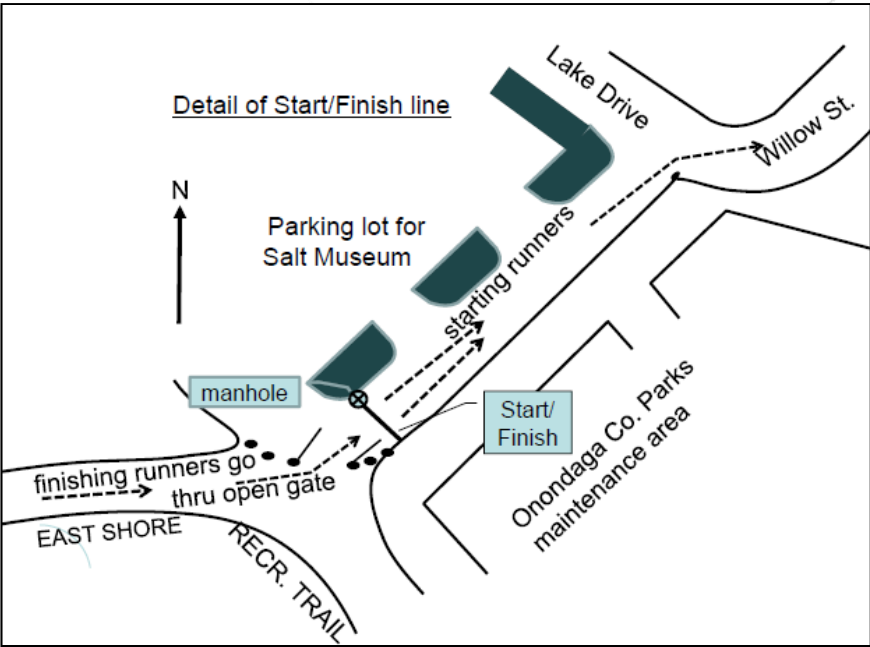 Detail of Start/Finish line
Lake Drive
Willow St.
N
Parking lot for
Salt Museum
starting runners
manhole
Start/
Finish
finishing runners go
thru open gate
EAST SHORE
RECR. TRAIL
Onondaga Co. Parks
maintenance area